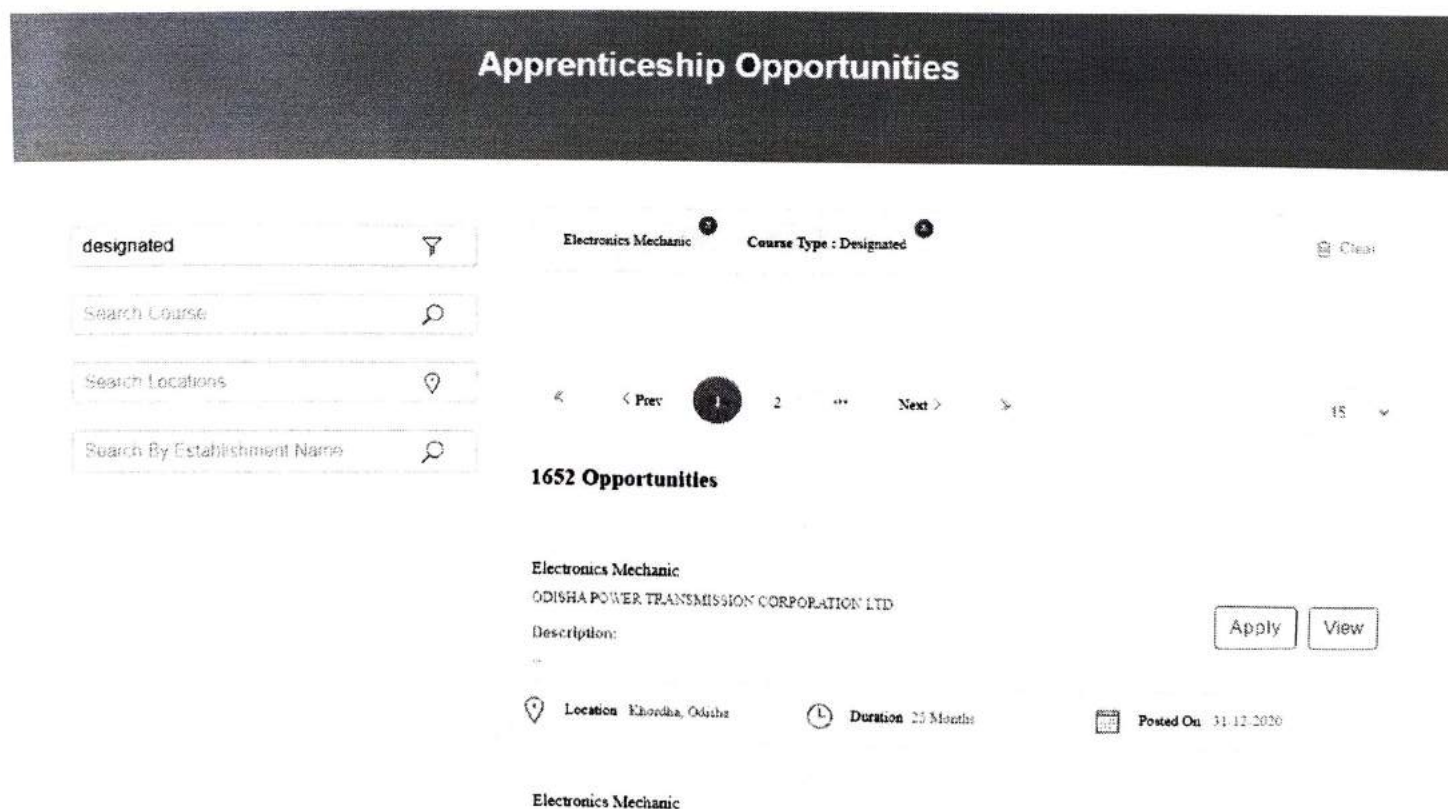 Apprenticeship Opportunities
designated
Search Course
Search Locations
Search By Establishment Name
Electronics Mechanic
Course Type : Designated
Clear
< Prev 1 2 ... Next >
15
1652 Opportunities
Electronics Mechanic
ODISHA POWER TRANSMISSION CORPORATION LTD
Description:
--
Apply View
Location Khordha, Odisha Duration 25 Months Posted On 31-12-2020
Electronics Mechanic